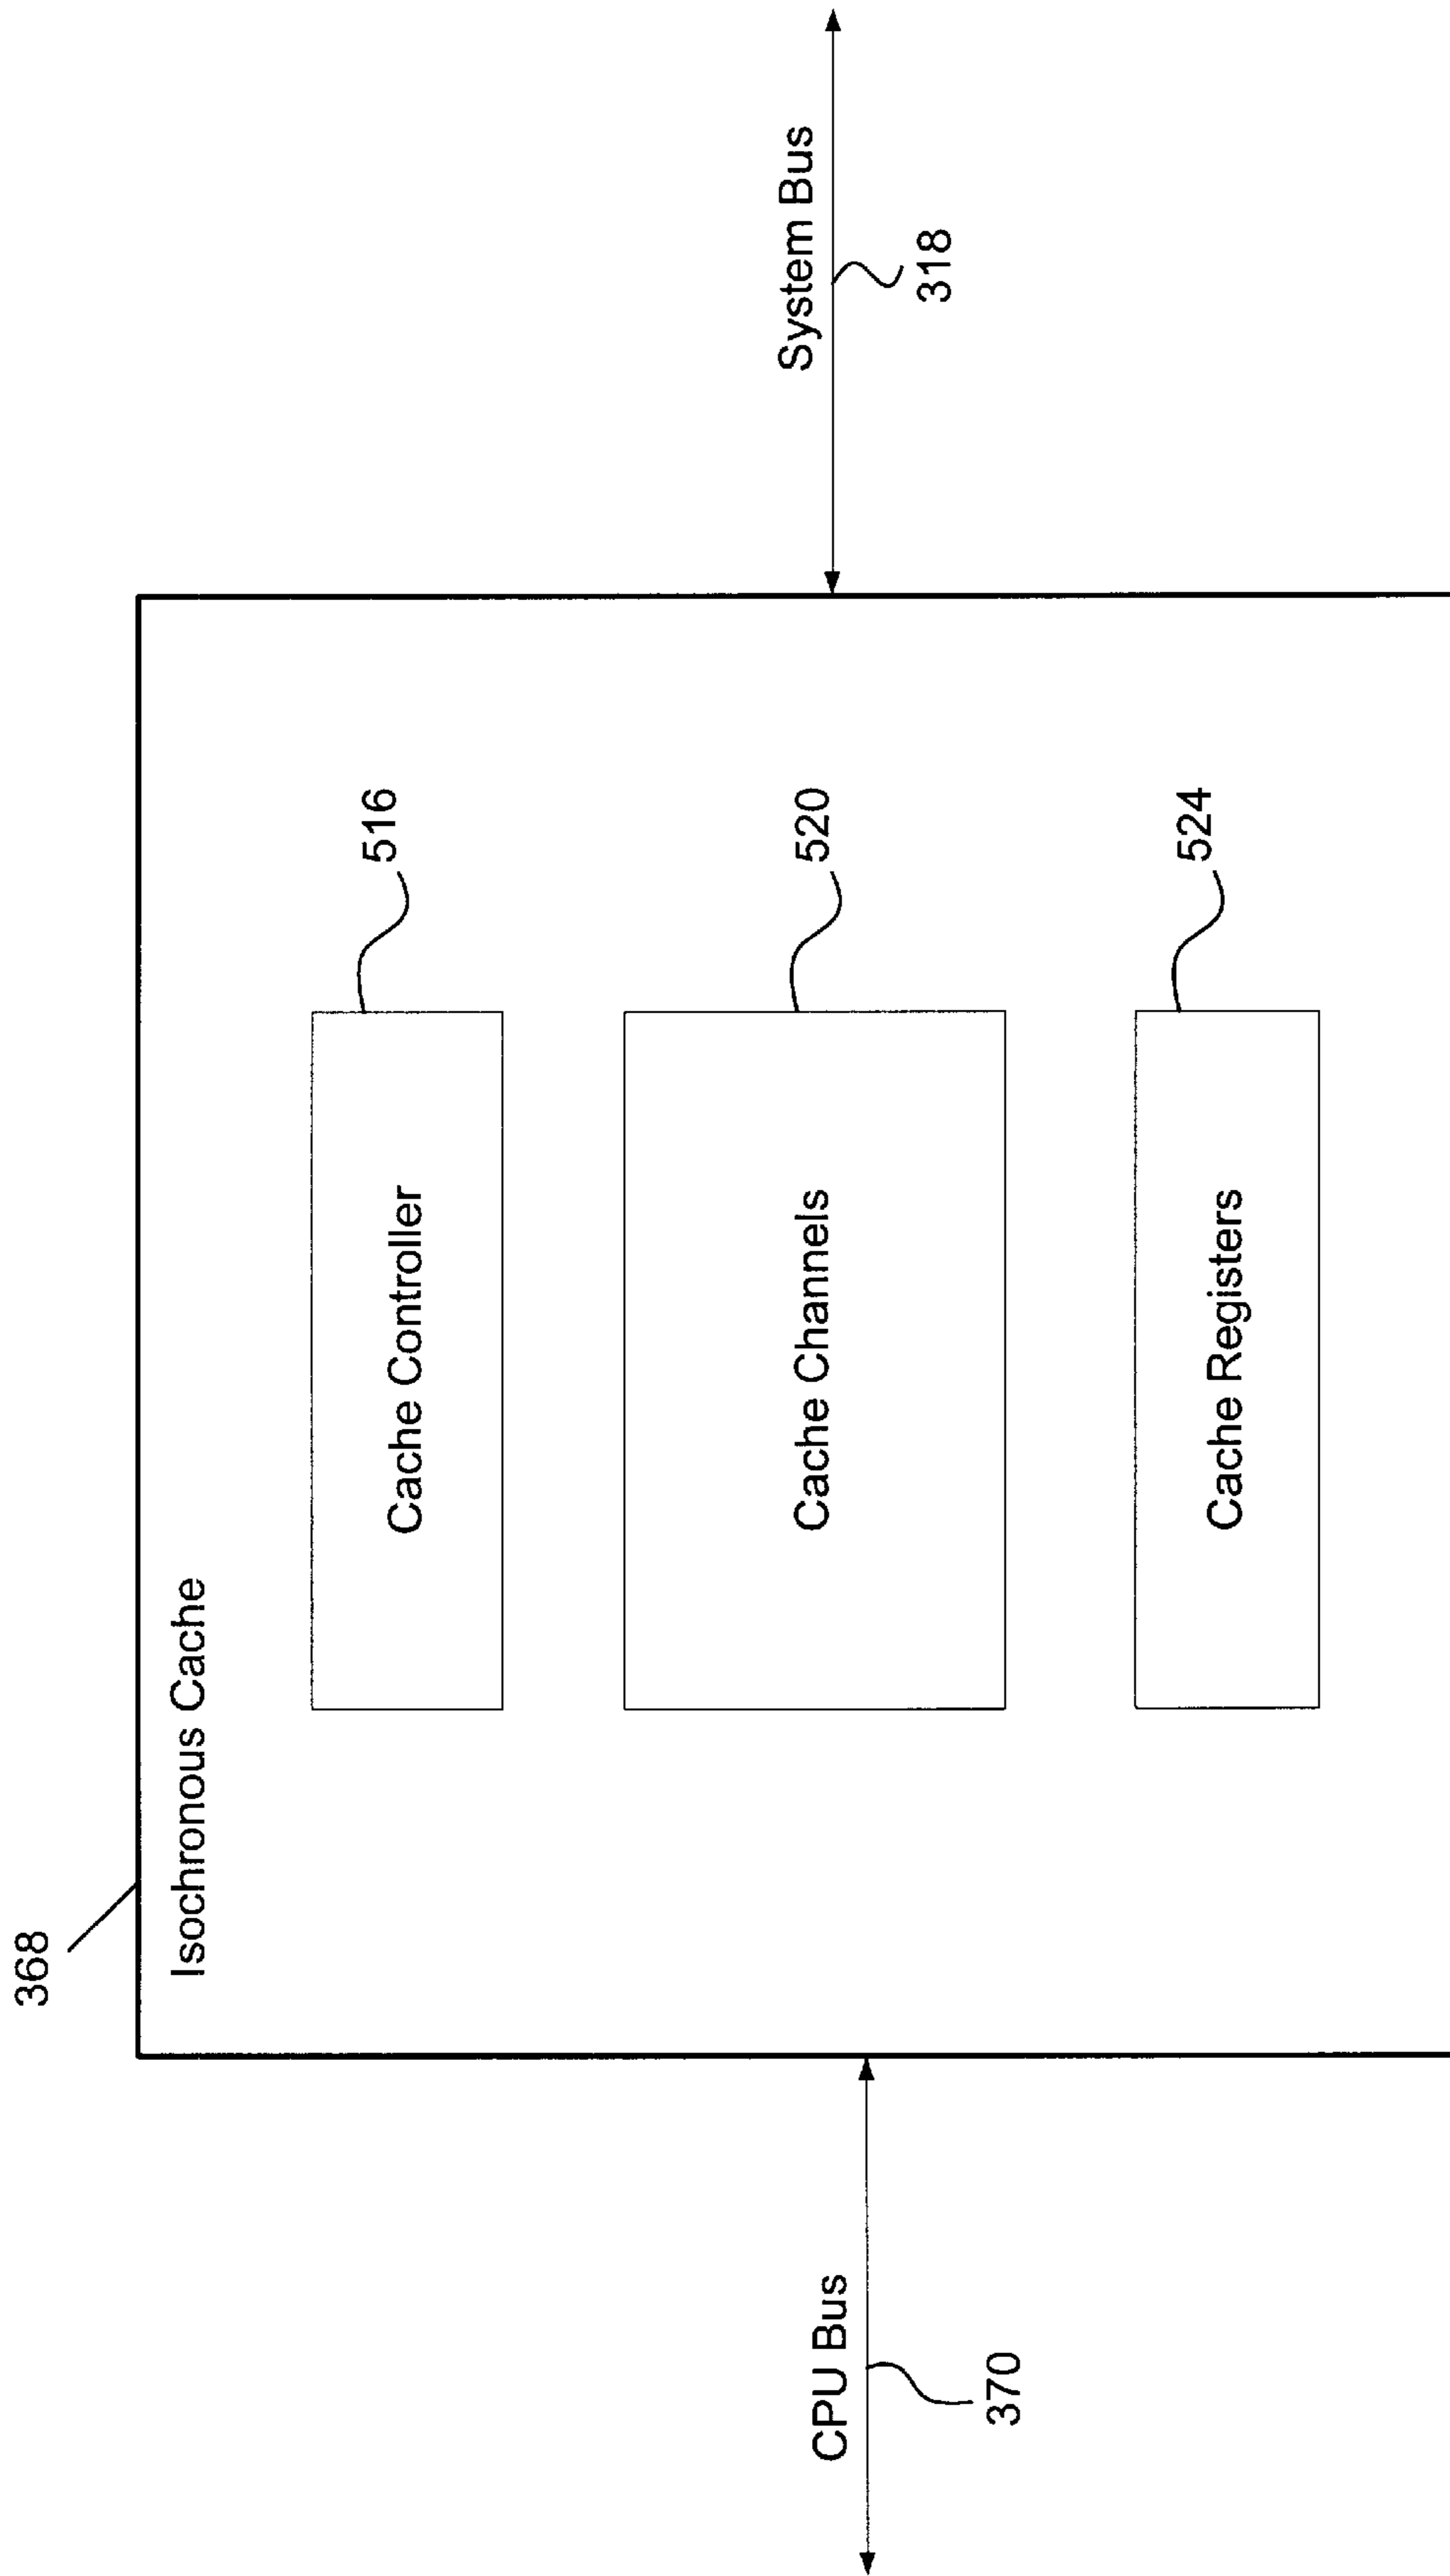 368
Isochronous Cache
Cache Controller
516
CPU Bus
370
Cache Channels
520
System Bus
318
Cache Registers
524